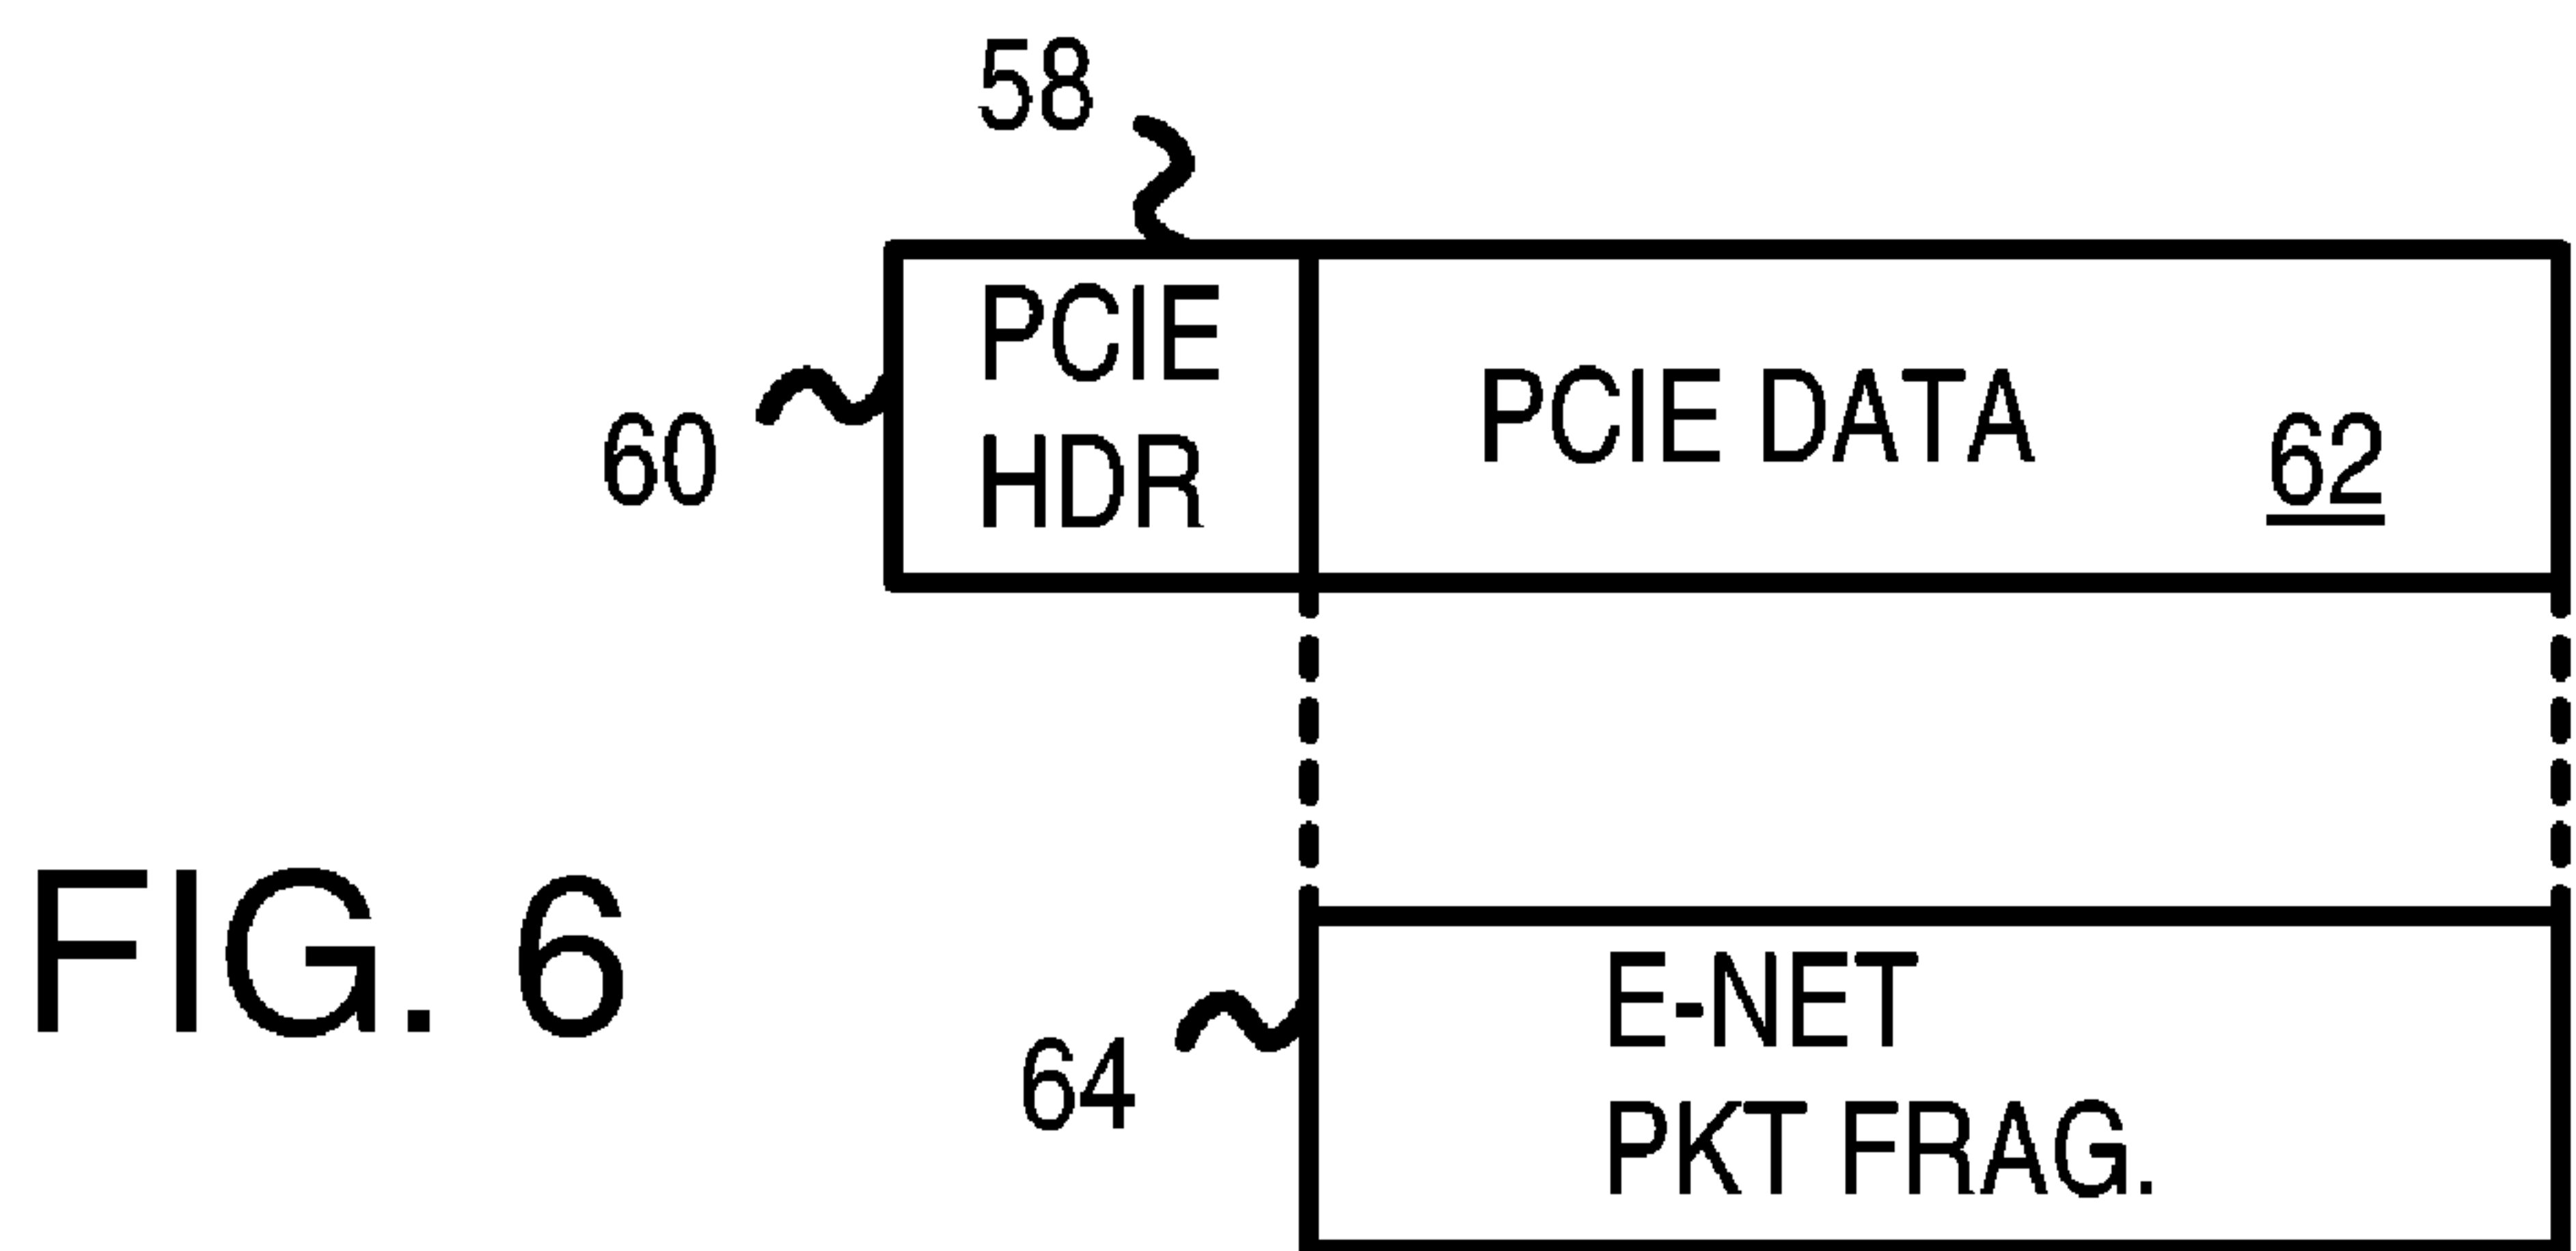 58
PCIE
HDR
PCIE DATA
62
60
FIG. 6
64
E-NET
PKT FRAG.